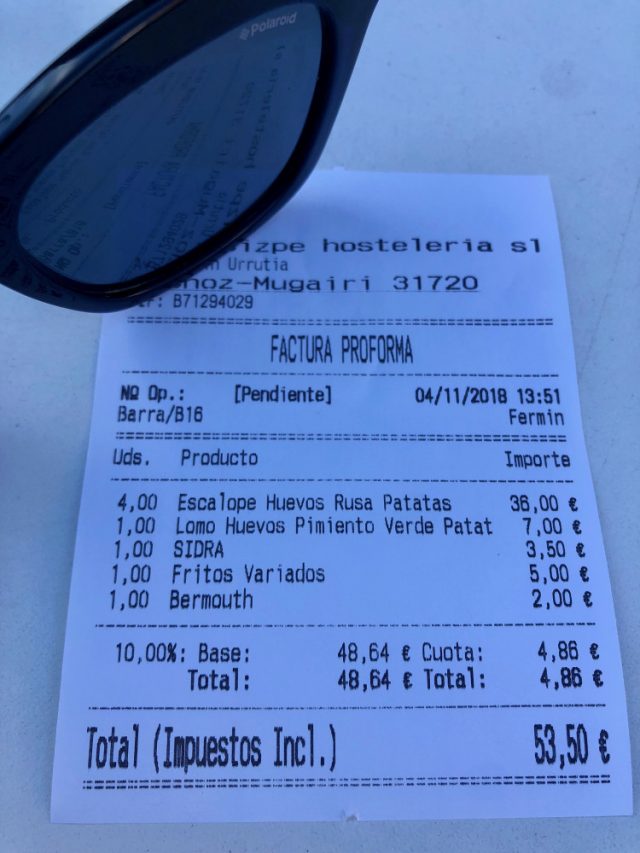 Polaroid
izpe hosteleria sl
Urrutia
noz-Mugairi 31720
B71294029
FACTURA PROFORMA
Nº Op.: [Pendiente] 04/11/2018 13:51
Barra/B16 Fermin
Uds. Producto Importe
4,00 Escalope Huevos Rusa Patatas 36,00 €
1,00 Lomo Huevos Pimiento Verde Patat 7,00 €
1,00 SIDRA 3,50 €
1,00 Fritos Variados 5,00 €
1,00 Bermouth 2,00 €
10,00%: Base: 48,64 € Cuota: 4,86 €
Total: 48,64 € Total: 4,86 €
Total (Impuestos Incl.) 53,50 €